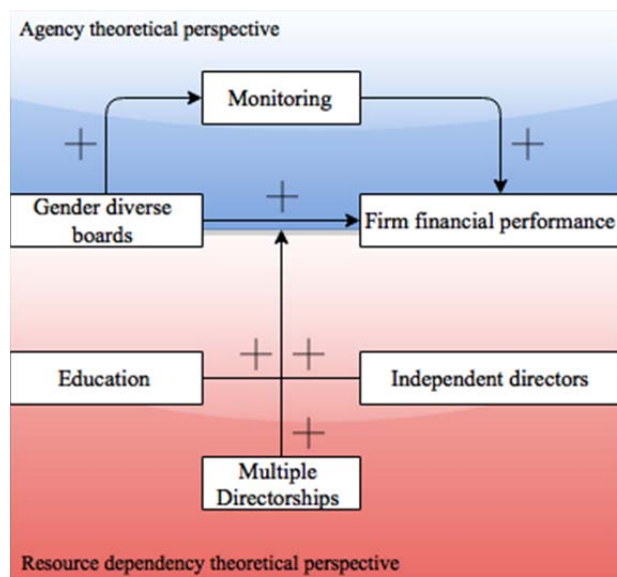 Agency theoretical perspective
Monitoring
+
+
+
Gender diverse
boards
Firm financial performance
+
+
Education
Independent directors
+
Multiple
Directorships
Resource dependency theoretical perspective